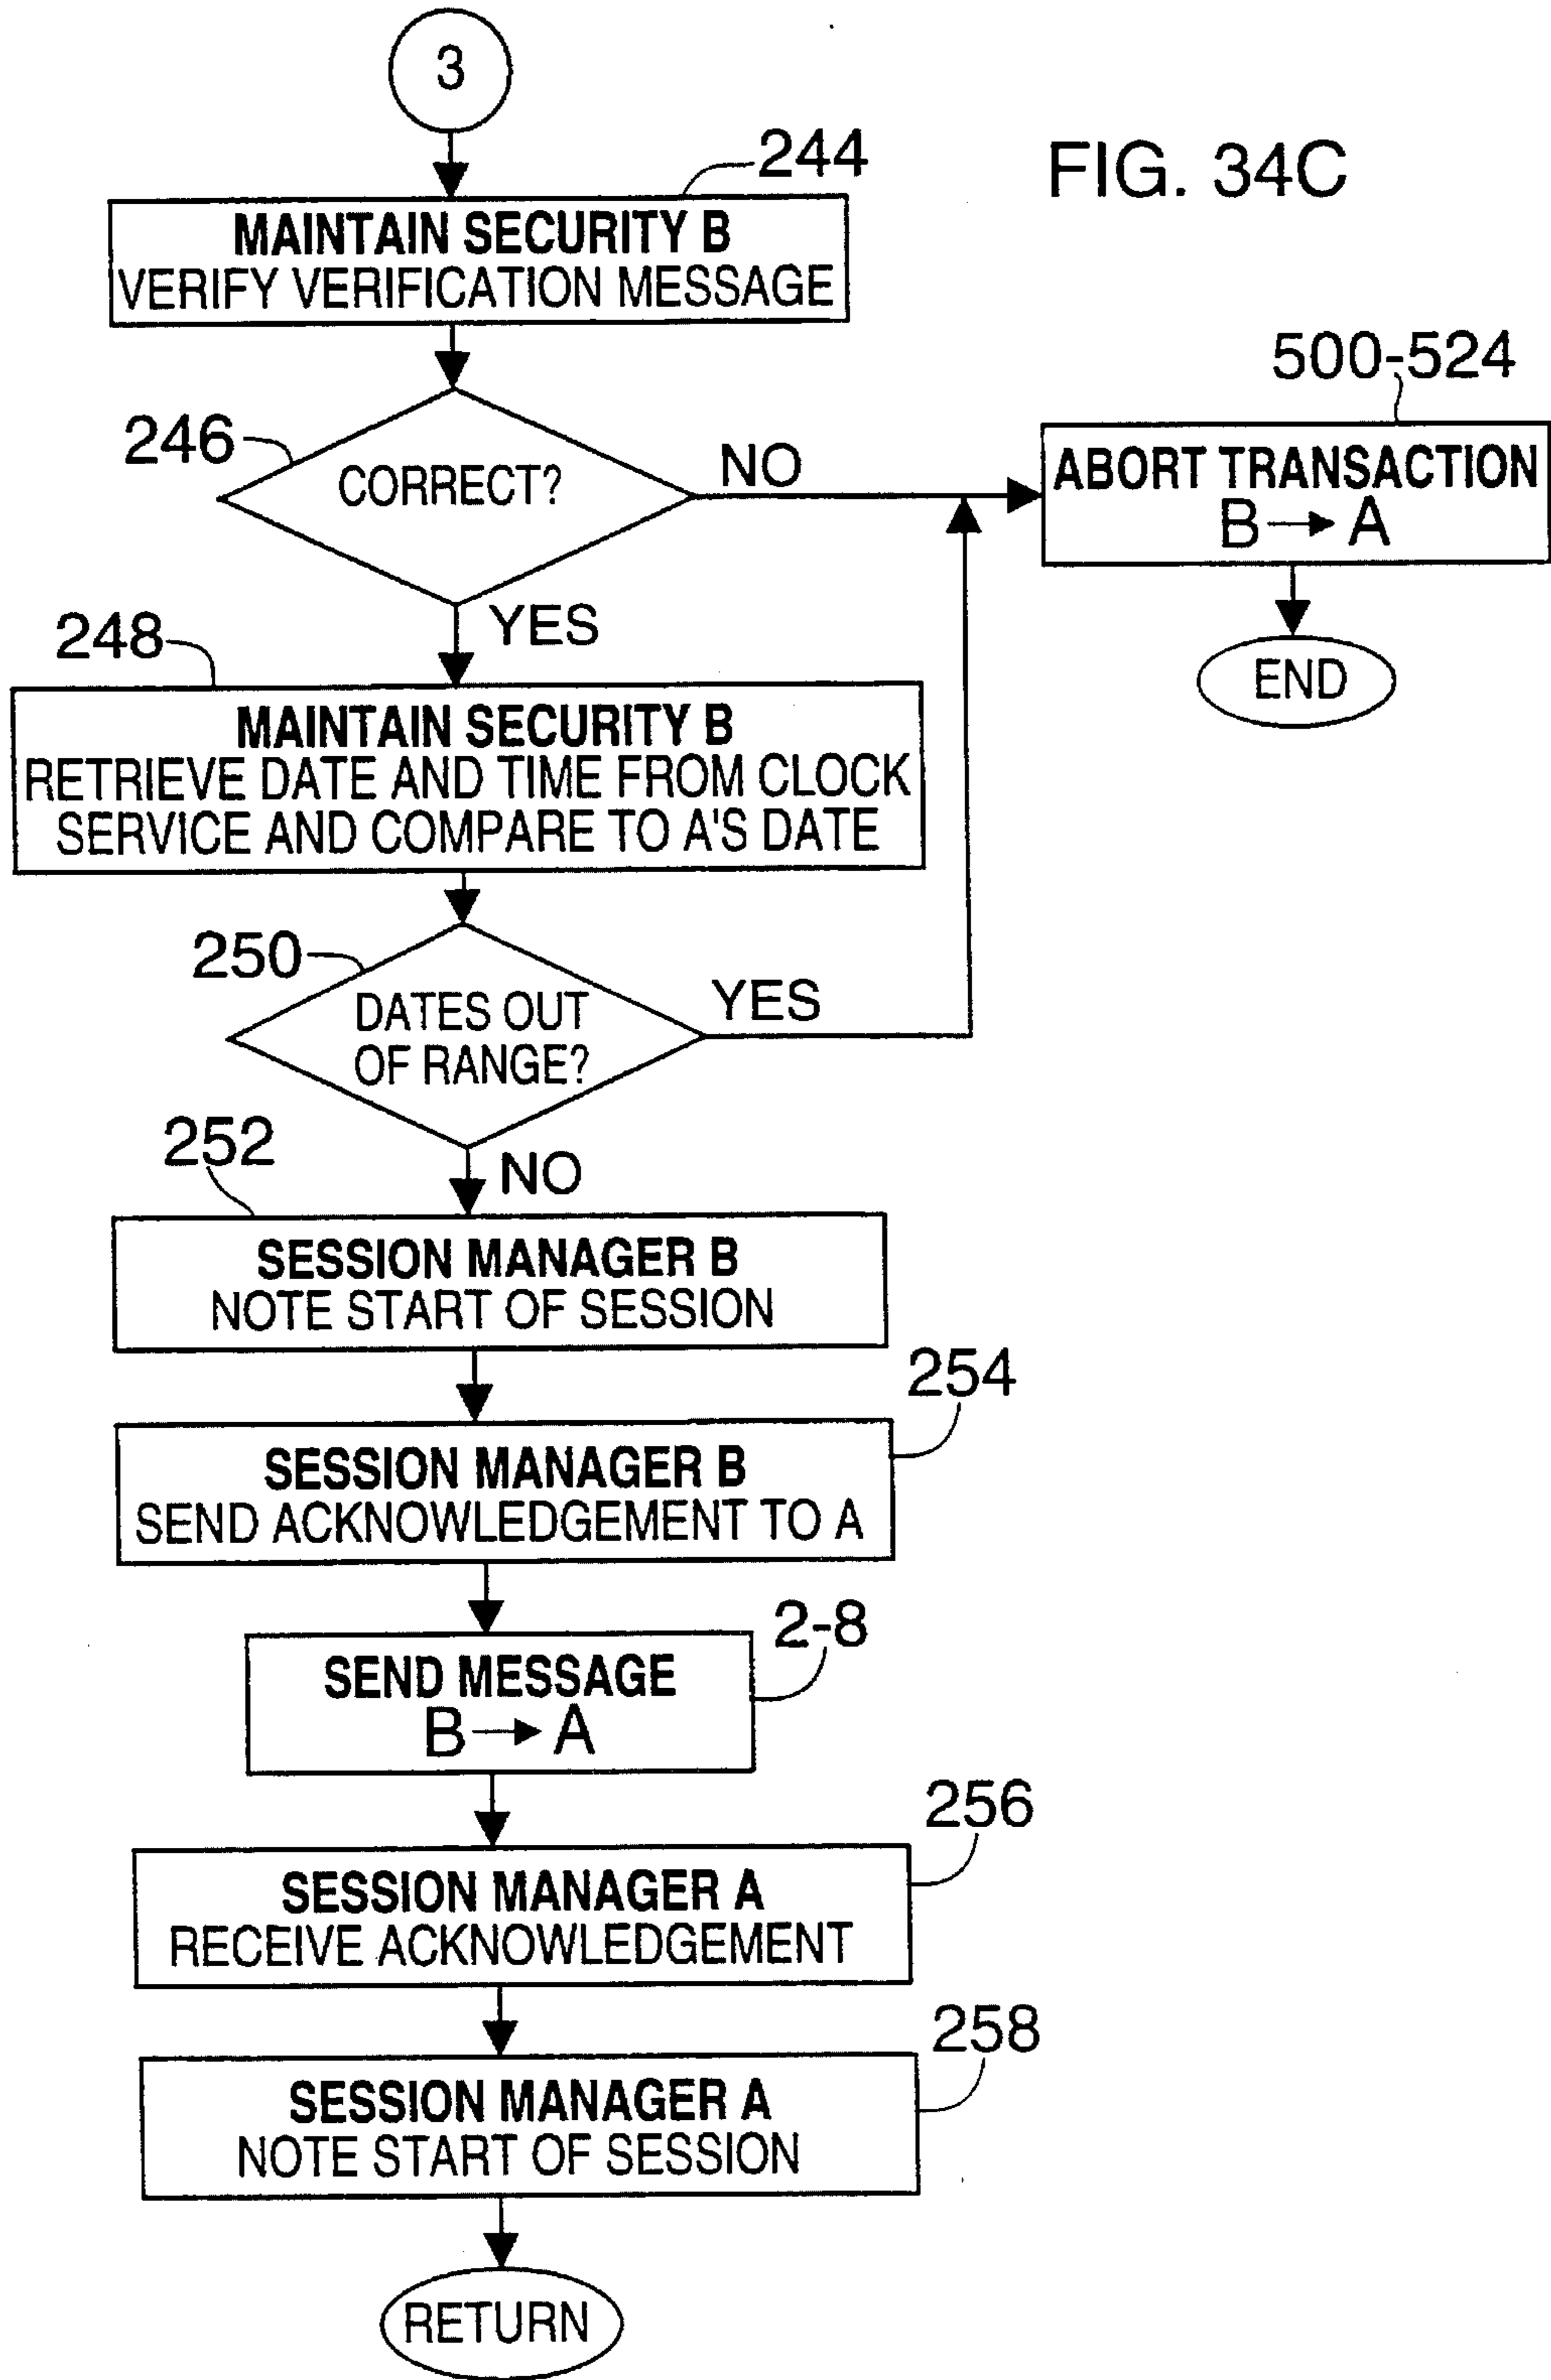 3
244
FIG. 34C
MAINTAIN SECURITY B
VERIFY VERIFICATION MESSAGE
500-524
246
CORRECT?
NO
ABORT TRANSACTION
B → A
YES
END
248
MAINTAIN SECURITY B
RETRIEVE DATE AND TIME FROM CLOCK
SERVICE AND COMPARE TO A'S DATE
250
DATES OUT
OF RANGE?
YES
252
NO
SESSION MANAGER B
NOTE START OF SESSION
254
SESSION MANAGER B
SEND ACKNOWLEDGEMENT TO A
2-8
SEND MESSAGE
B → A
256
SESSION MANAGER A
RECEIVE ACKNOWLEDGEMENT
258
SESSION MANAGER A
NOTE START OF SESSION
RETURN